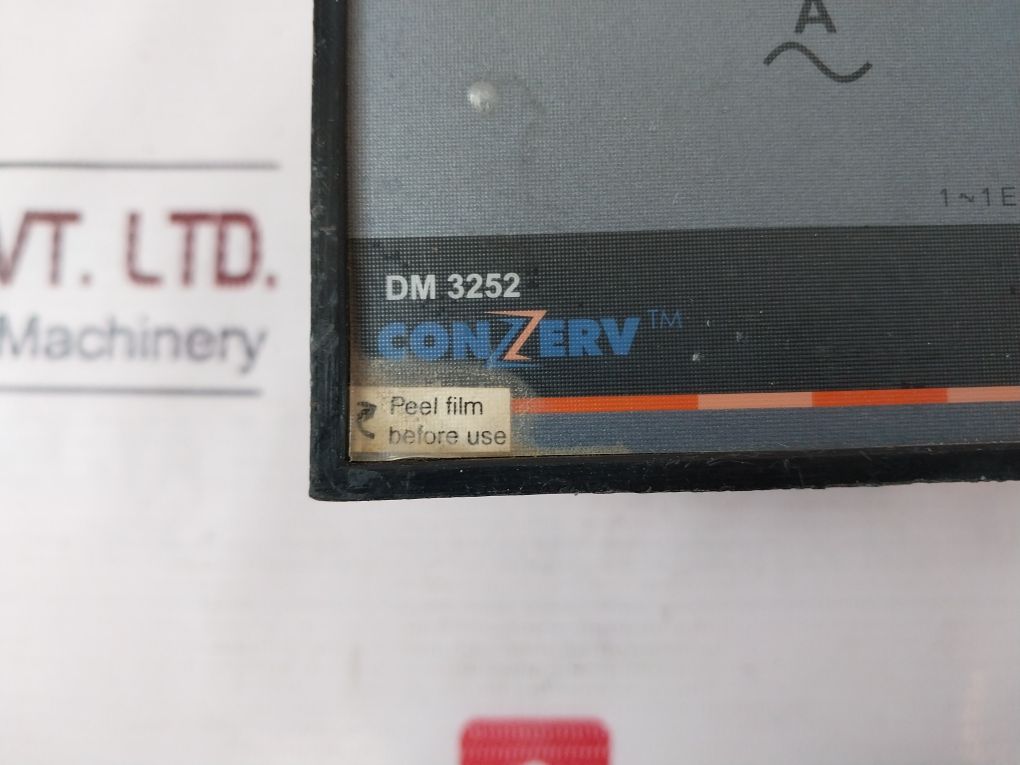 A
1~1E
VT. LTD.
Machinery
DM 3252
CONZERV™
Peel film
before use